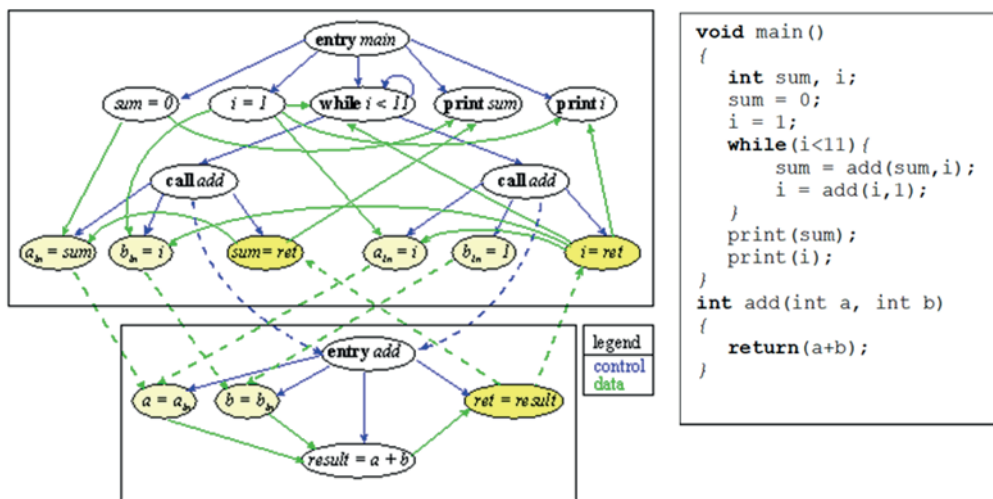 entry main
sum = 0
i = 1
while i < 11
print sum
print i
call add
call add
a_in = sum
b_in = i
sum = ret
a_in = i
b_in = 1
i = ret
entry add
a = a_in
b = b_in
ret = result
result = a + b
legend
control
data
void main()
{
int sum, i;
sum = 0;
i = 1;
while(i<11){
sum = add(sum,i);
i = add(i,1);
}
print(sum);
print(i);
}
int add(int a, int b)
{
return(a+b);
}